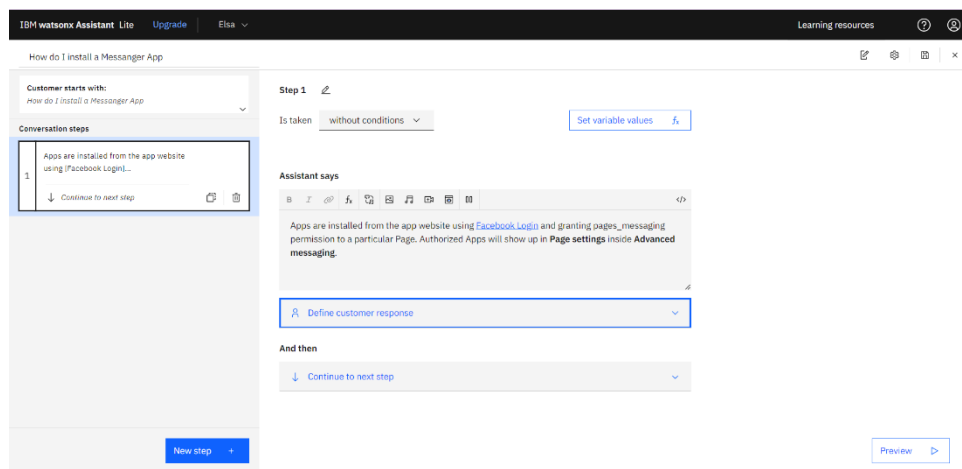 IBM watsonx Assistant Lite Upgrade Elsa Learning resources
How do I install a Messanger App
Customer starts with:
How do I install a Messanger App
Conversation steps
1
Apps are installed from the app website
using [Facebook Login]...
Continue to next step
New step +
Step 1
Is taken without conditions Set variable values fx
Assistant says
B I fx </>
Apps are installed from the app website using Facebook Login and granting pages_messaging
permission to a particular Page. Authorized Apps will show up in Page settings inside Advanced
messaging.
Define customer response
And then
Continue to next step
Preview